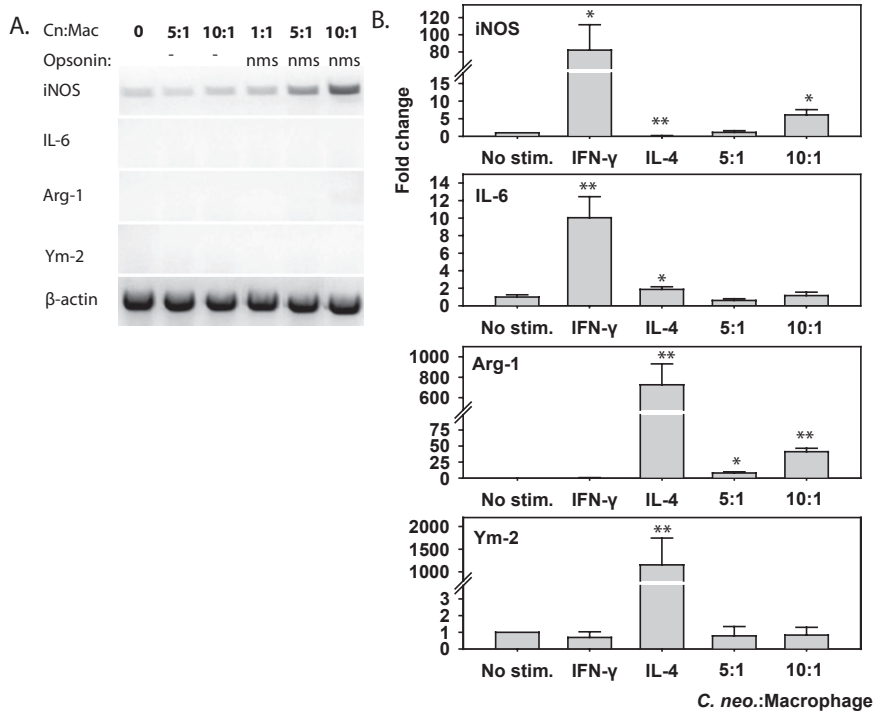 A.
Cn:Mac 0 5:1 10:1 1:1 5:1 10:1
Opsonin: - - nms nms nms
iNOS
IL-6
Arg-1
Ym-2
β-actin
B.
Fold change
iNOS
120
100
80
15
10
5
0
* ** *
No stim. IFN-γ IL-4 5:1 10:1
IL-6
14
12
10
8
6
4
2
0
** *
No stim. IFN-γ IL-4 5:1 10:1
Arg-1
1000
800
600
75
50
25
0
** * **
No stim. IFN-γ IL-4 5:1 10:1
Ym-2
2000
1500
1000
3
2
1
0
**
No stim. IFN-γ IL-4 5:1 10:1
C. neo.:Macrophage